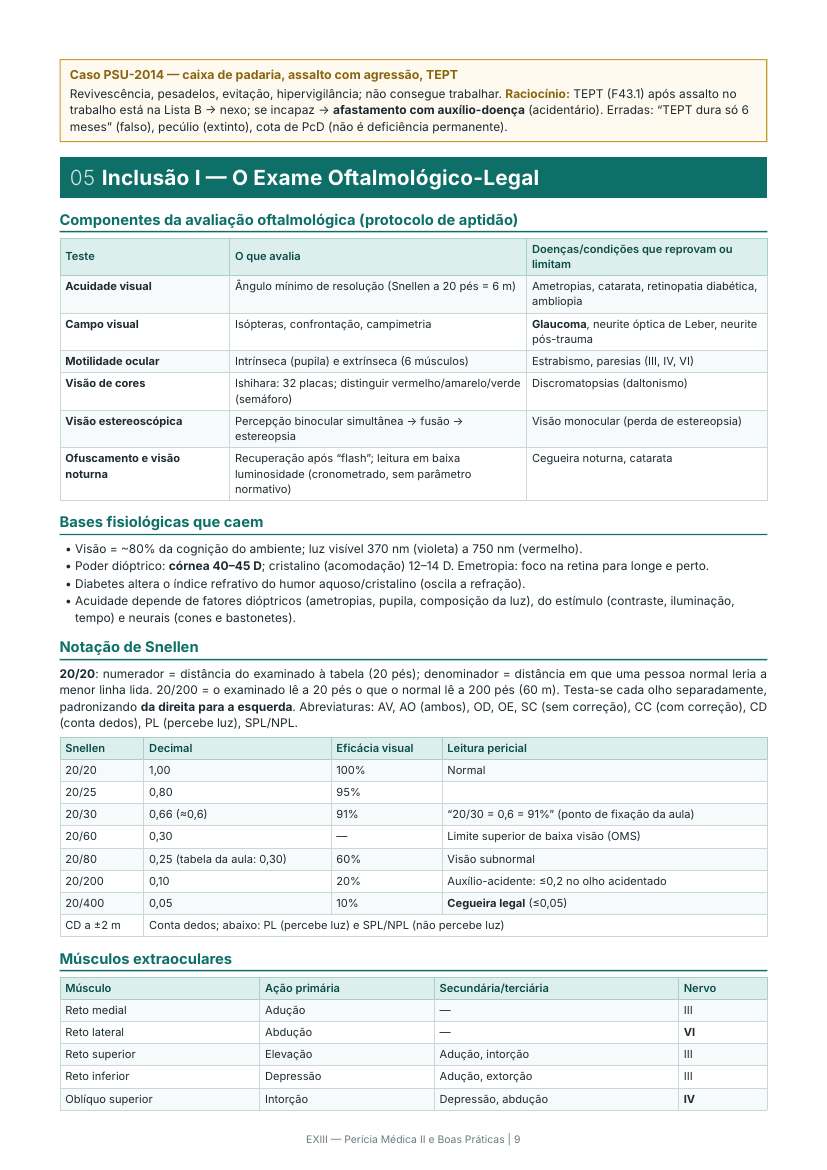 Caso PSU-2014 — caixa de padaria, assalto com agressão, TEPT
Revivescência, pesadelos, evitação, hipervigilância; não consegue trabalhar. Raciocínio: TEPT (F43.1) após assalto no
trabalho está na Lista B → nexo; se incapaz → afastamento com auxílio-doença (acidentário). Erradas: “TEPT dura só 6
meses” (falso), pecúlio (extinto), cota de PcD (não é deficiência permanente).
05 Inclusão I — O Exame Oftalmológico-Legal
Componentes da avaliação oftalmológica (protocolo de aptidão)
Teste
O que avalia
Doenças/condições que reprovam ou
limitam
Acuidade visual
Ângulo mínimo de resolução (Snellen a 20 pés = 6 m)
Ametropias, catarata, retinopatia diabética,
ambliopia
Campo visual
Isópteras, confrontação, campimetria
Glaucoma, neurite óptica de Leber, neurite
pós-trauma
Motilidade ocular
Intrínseca (pupila) e extrínseca (6 músculos)
Estrabismo, paresias (III, IV, VI)
Visão de cores
Ishihara: 32 placas; distinguir vermelho/amarelo/verde
(semáforo)
Discromatopsias (daltonismo)
Visão estereoscópica
Percepção binocular simultânea → fusão →
estereopsia
Visão monocular (perda de estereopsia)
Ofuscamento e visão
noturna
Recuperação após “flash”; leitura em baixa
luminosidade (cronometrado, sem parâmetro
normativo)
Cegueira noturna, catarata
Bases fisiológicas que caem
• Visão = ~80% da cognição do ambiente; luz visível 370 nm (violeta) a 750 nm (vermelho).
• Poder dióptrico: córnea 40–45 D; cristalino (acomodação) 12–14 D. Emetropia: foco na retina para longe e perto.
• Diabetes altera o índice refrativo do humor aquoso/cristalino (oscila a refração).
• Acuidade depende de fatores dióptricos (ametropias, pupila, composição da luz), do estímulo (contraste, iluminação,
tempo) e neurais (cones e bastonetes).
Notação de Snellen
20/20: numerador = distância do examinado à tabela (20 pés); denominador = distância em que uma pessoa normal leria a
menor linha lida. 20/200 = o examinado lê a 20 pés o que o normal lê a 200 pés (60 m). Testa-se cada olho separadamente,
padronizando da direita para a esquerda. Abreviaturas: AV, AO (ambos), OD, OE, SC (sem correção), CC (com correção), CD
(conta dedos), PL (percebe luz), SPL/NPL.
Snellen
Decimal
Eficácia visual
Leitura pericial
20/20
1,00
100%
Normal
20/25
0,80
95%
20/30
0,66 (≈0,6)
91%
“20/30 = 0,6 = 91%” (ponto de fixação da aula)
20/60
0,30
—
Limite superior de baixa visão (OMS)
20/80
0,25 (tabela da aula: 0,30)
60%
Visão subnormal
20/200
0,10
20%
Auxílio-acidente: ≤0,2 no olho acidentado
20/400
0,05
10%
Cegueira legal (≤0,05)
CD a ±2 m
Conta dedos; abaixo: PL (percebe luz) e SPL/NPL (não percebe luz)
Músculos extraoculares
Músculo
Ação primária
Secundária/terciária
Nervo
Reto medial
Adução
—
III
Reto lateral
Abdução
—
VI
Reto superior
Elevação
Adução, intorção
III
Reto inferior
Depressão
Adução, extorção
III
Oblíquo superior
Intorção
Depressão, abdução
IV
EXIII — Perícia Médica II e Boas Práticas | 9